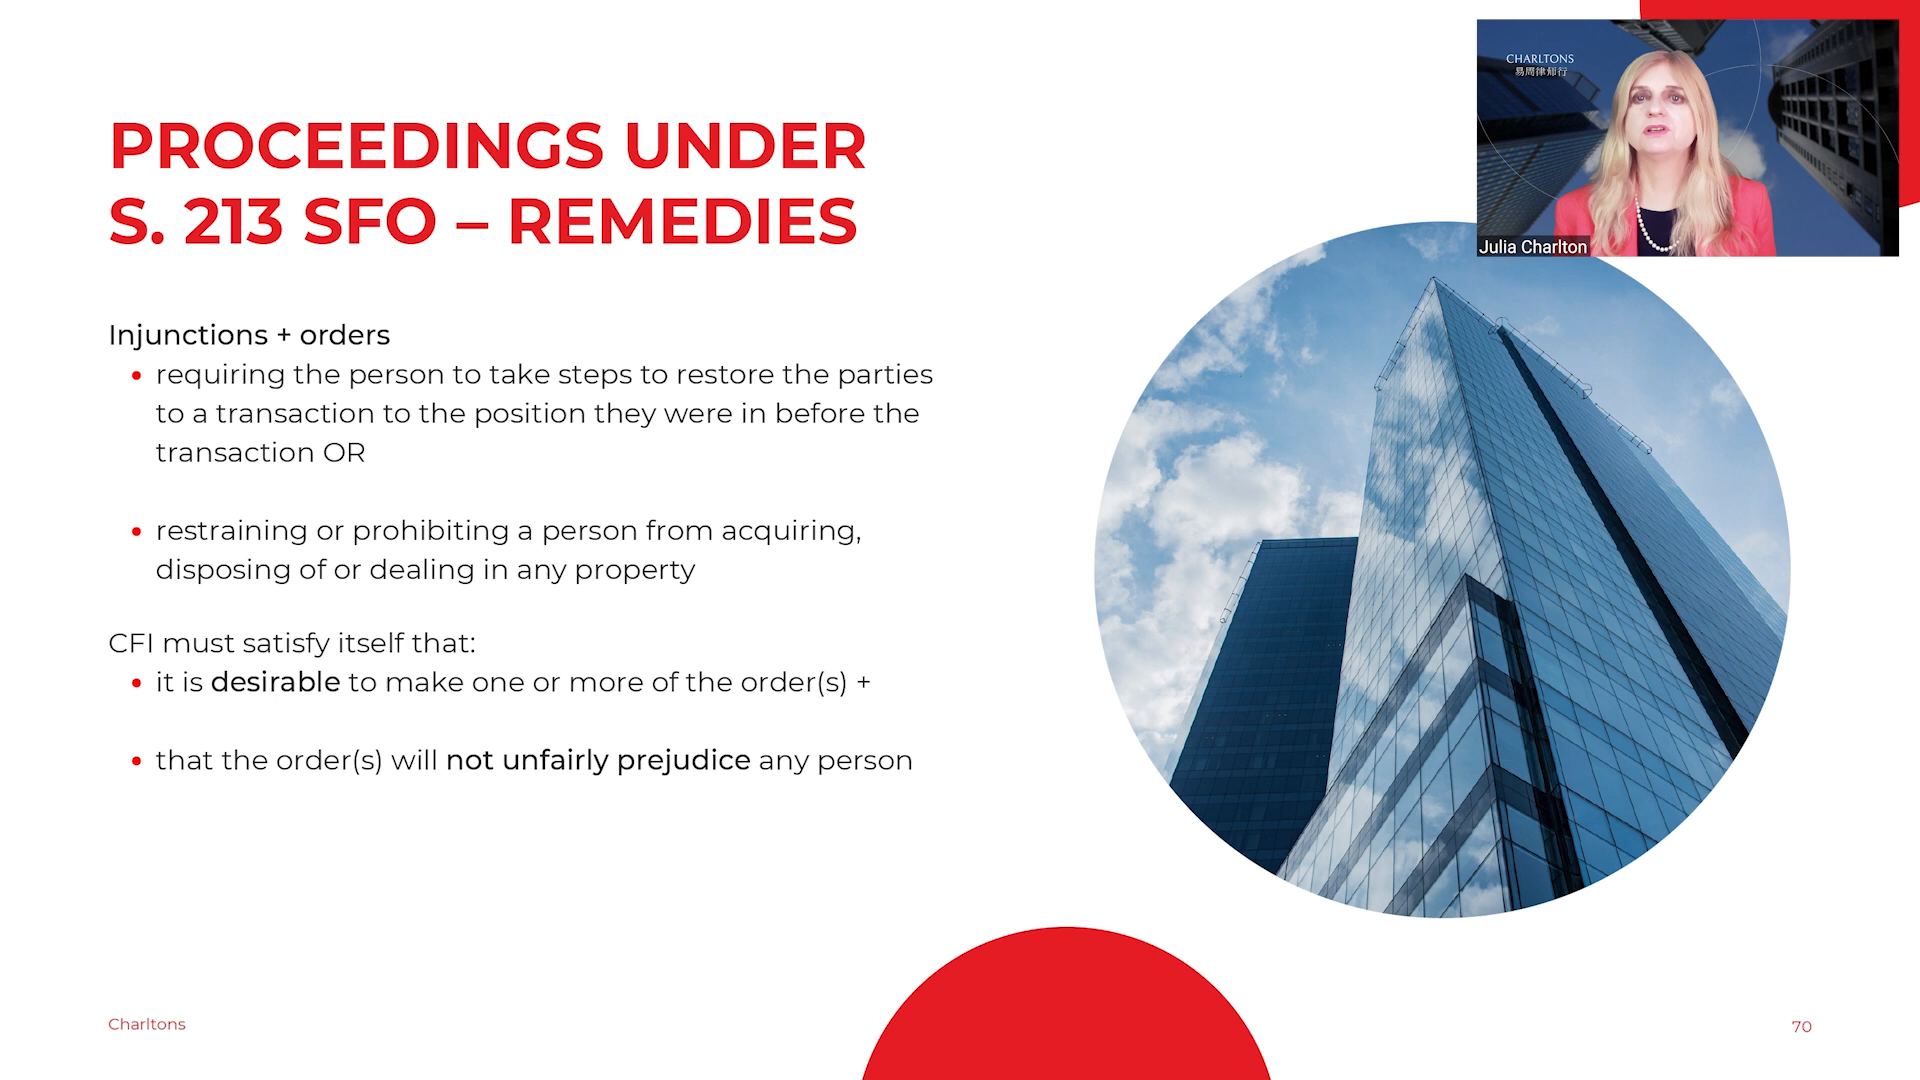 PROCEEDINGS UNDER
S. 213 SFO – REMEDIES
Injunctions + orders
• requiring the person to take steps to restore the parties
to a transaction to the position they were in before the
transaction OR
• restraining or prohibiting a person from acquiring,
disposing of or dealing in any property
CFI must satisfy itself that:
• it is desirable to make one or more of the order(s) +
• that the order(s) will not unfairly prejudice any person
CHARLTONS
易周律师行
Julia Charlton
Charltons
70